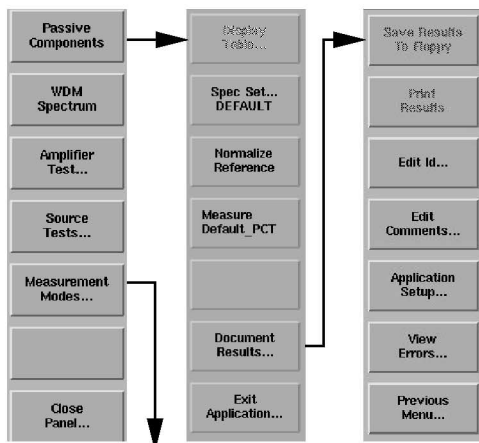 Passive
Components
WDM
Spectrum
Amplifier
Test...
Source
Tests...
Measurement
Modes...
Close
Panel...
Display
Table...
Spec Set...
DEFAULT
Normalize
Reference
Measure
Default_PCT
Document
Results...
Exit
Application...
Save Results
To Floppy
Print
Results
Edit Id...
Edit
Comments...
Application
Setup...
View
Errors...
Previous
Menu...